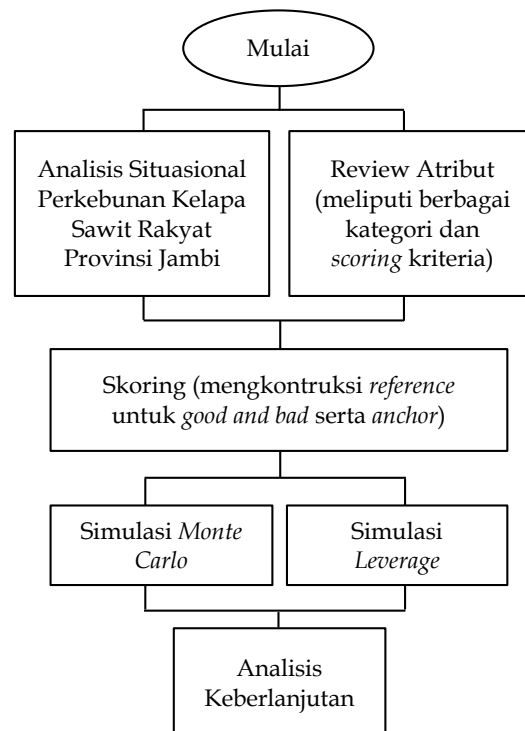 Mulai
Analisis Situasional
Perkebunan Kelapa
Sawit Rakyat
Provinsi Jambi
Review Atribut
(meliputi berbagai
kategori dan
scoring kriteria)
Skoring (mengkontruksi reference
untuk good and bad serta anchor)
Simulasi Monte
Carlo
Simulasi
Leverage
Analisis
Keberlanjutan